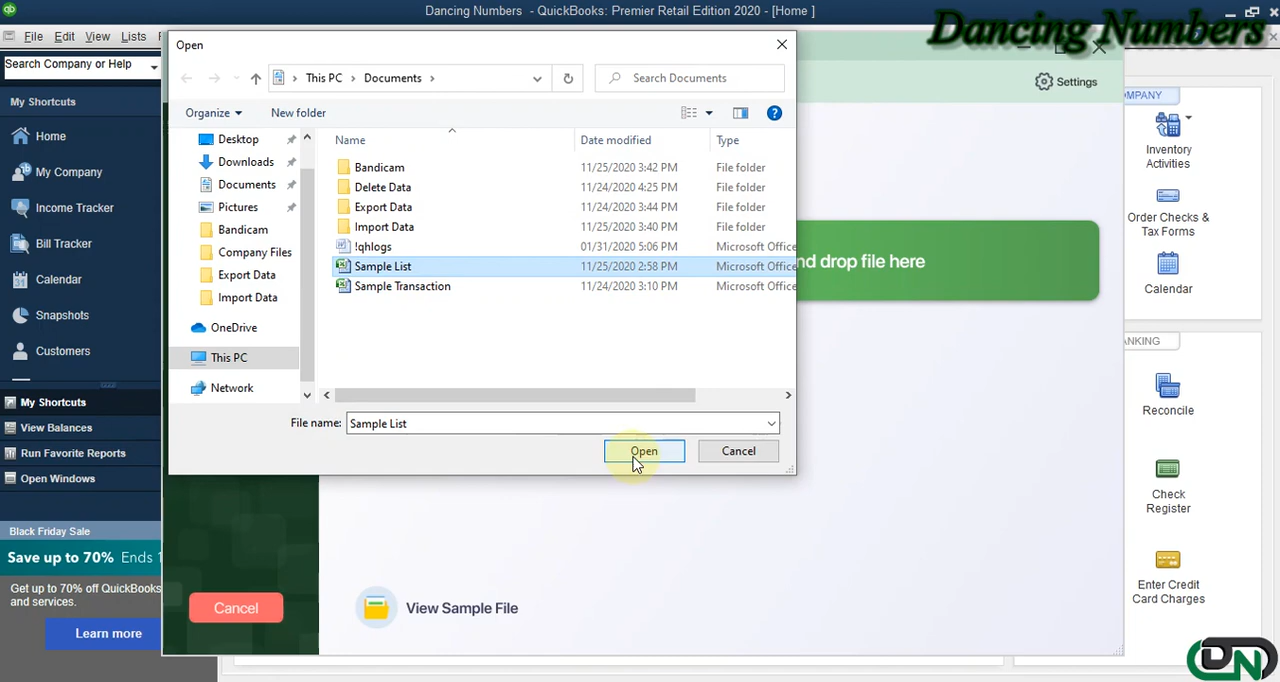 Dancing Numbers - QuickBooks: Premier Retail Edition 2020 - [Home ]
Dancing Numbers
File Edit View Lists
Search Company or Help
My Shortcuts
Home
My Company
Income Tracker
Bill Tracker
Calendar
Snapshots
Customers
My Shortcuts
View Balances
Run Favorite Reports
Open Windows
Black Friday Sale
Save up to 70% Ends 1
Get up to 70% off QuickBooks
and services.
Learn more
Open
This PC > Documents >
Search Documents
Organize
New folder
Desktop
Downloads
Documents
Pictures
Bandicam
Company Files
Export Data
Import Data
OneDrive
This PC
Network
Name Date modified Type
Bandicam 11/25/2020 3:42 PM File folder
Delete Data 11/24/2020 4:25 PM File folder
Export Data 11/24/2020 3:44 PM File folder
Import Data 11/25/2020 3:40 PM File folder
!qhlogs 01/31/2020 5:06 PM Microsoft Office
Sample List 11/25/2020 2:58 PM Microsoft Office
Sample Transaction 11/24/2020 3:10 PM Microsoft Office
File name: Sample List
Open
Cancel
Settings
nd drop file here
Cancel
View Sample File
OMPANY
Inventory
Activities
Order Checks &
Tax Forms
Calendar
ANKING
Reconcile
Check
Register
Enter Credit
Card Charges
DN